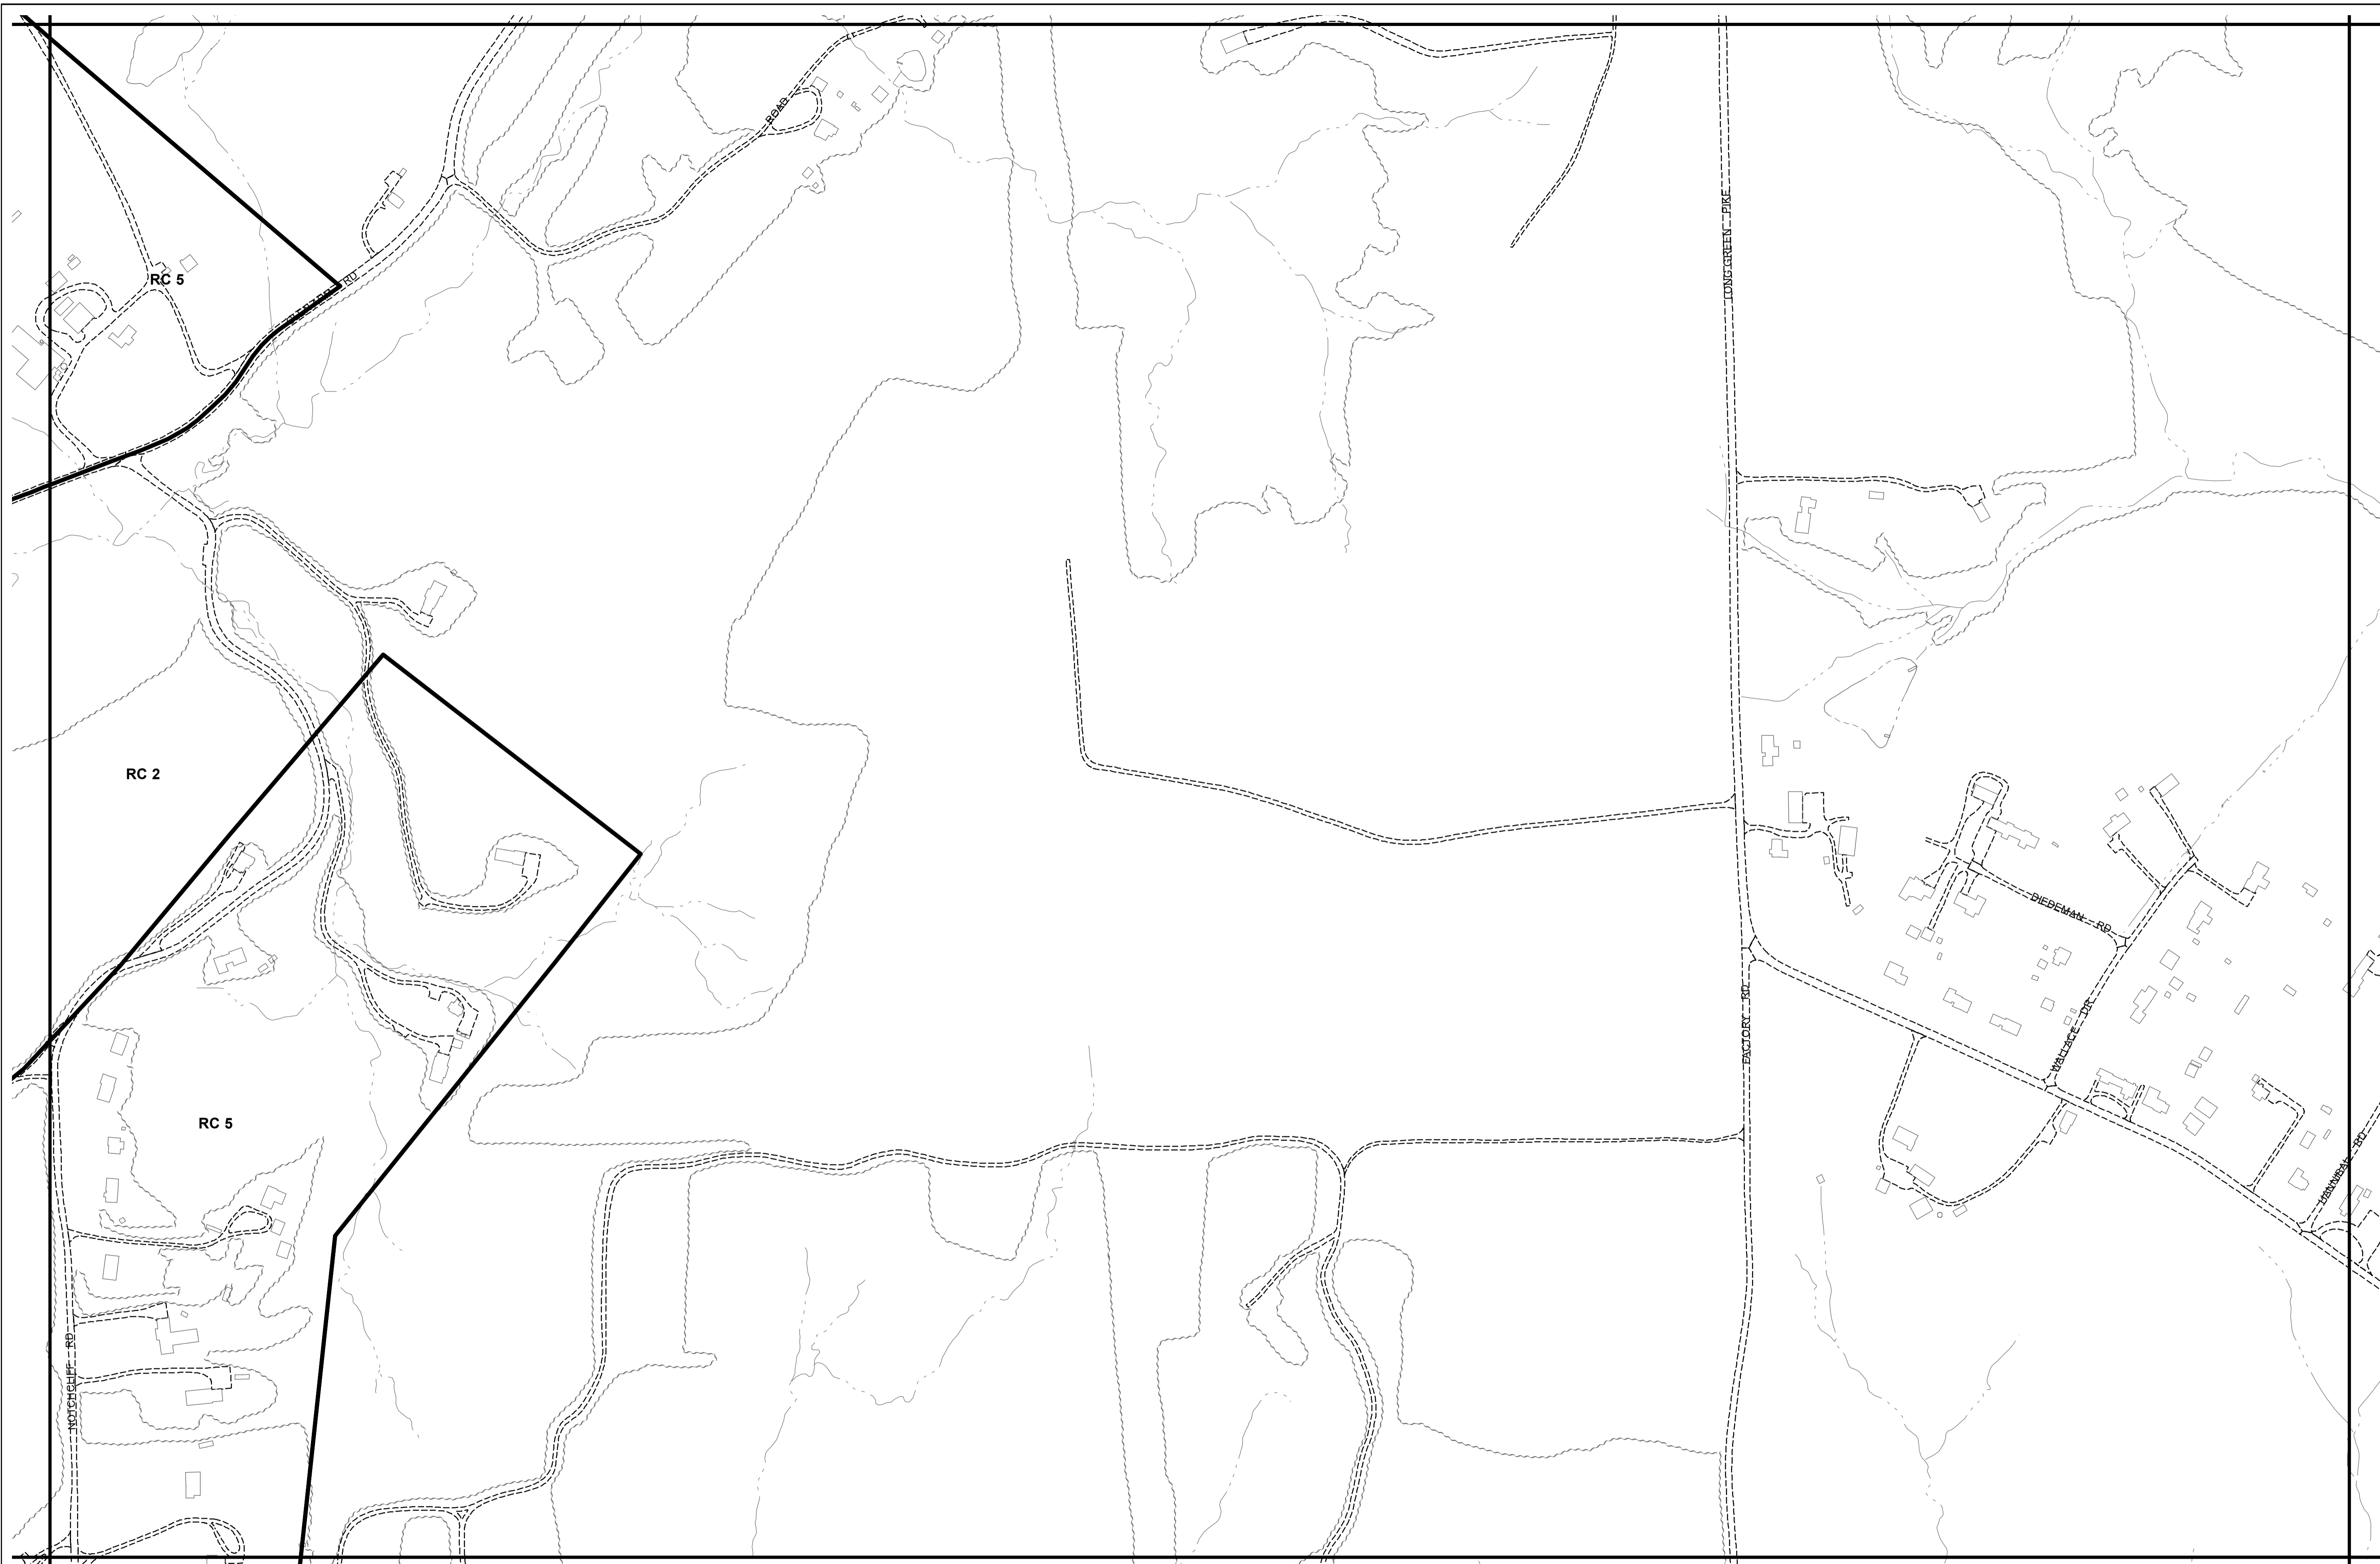 ROAD
LONG GREEN PIKE
RC 5
RD
RC 2
DIEDEMAN RD
FACTORY RD
WALLACE DR
RC 5
HANNIBAL RD
NOTCHCLIFF RD